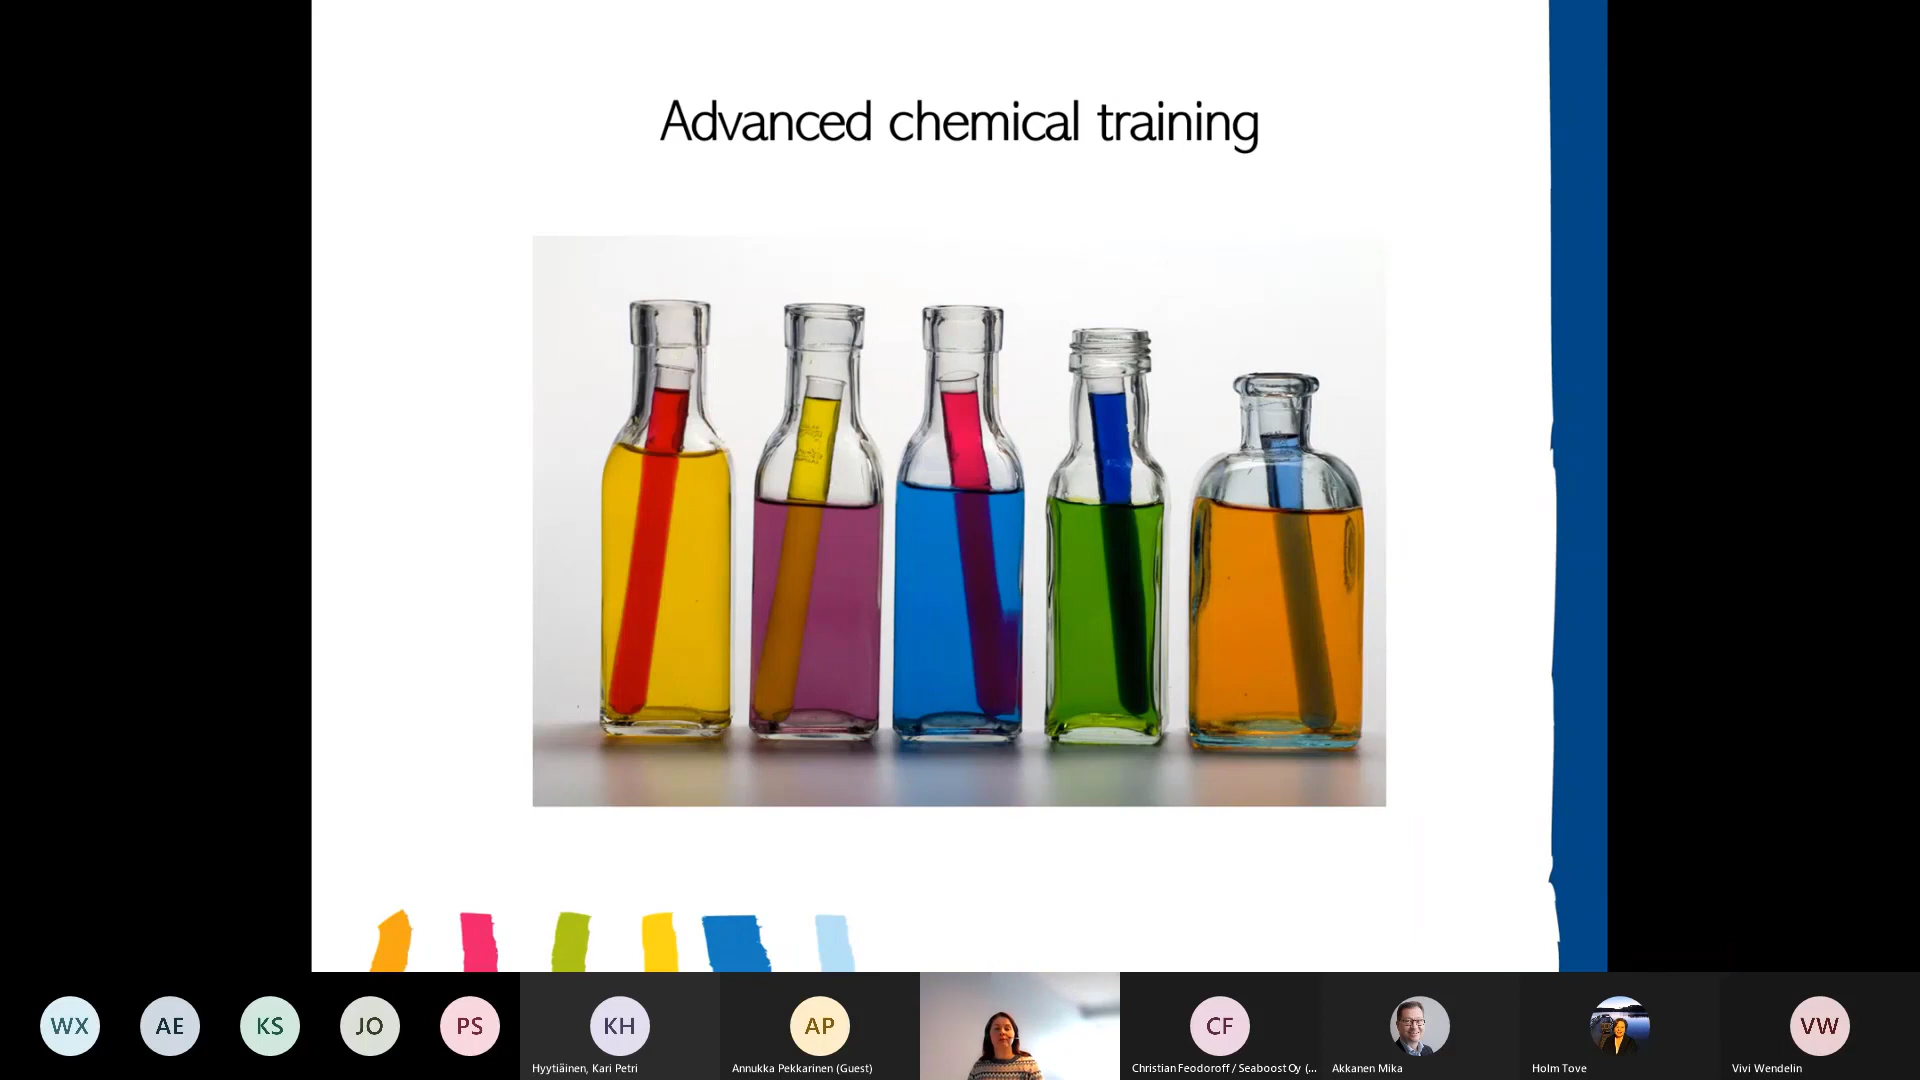 Advanced chemical training
WX
AE
KS
JO
PS
KH
AP
CF
VW
Hyytiäinen, Kari Petri
Annukka Pekkarinen (Guest)
Christian Feodoroff / Seaboost Oy (...
Akkanen Mika
Holm Tove
Vivi Wendelin